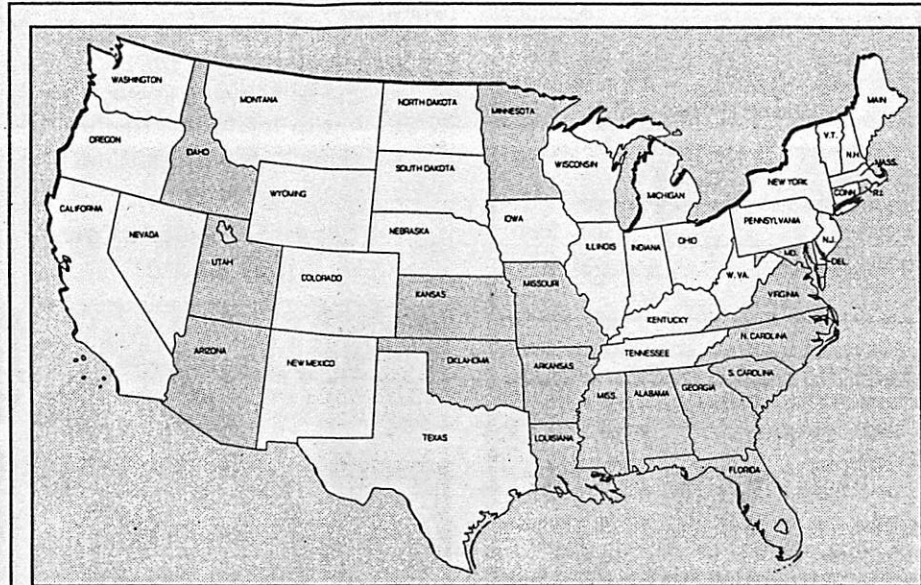 WASHINGTON
MONTANA
NORTH DAKOTA
MINNESOTA
MAIN
OREGON
IDAHO
V.T.
N.H.
MASS.
WISCONSIN
SOUTH DAKOTA
WYOMING
MICHIGAN
NEW YORK
CONN.
R.I.
CALIFORNIA
NEVADA
NEBRASKA
IOWA
PENNSYLVANIA
ILLINOIS
INDIANA
OHIO
N.J.
MD.
DEL.
UTAH
COLORADO
KANSAS
MISSOURI
W. VA.
VIRGINIA
KENTUCKY
ARIZONA
NEW MEXICO
OKLAHOMA
ARKANSAS
TENNESSEE
N. CAROLINA
S. CAROLINA
MISS.
ALABAMA
GEORGIA
TEXAS
LOUISIANA
FLORIDA